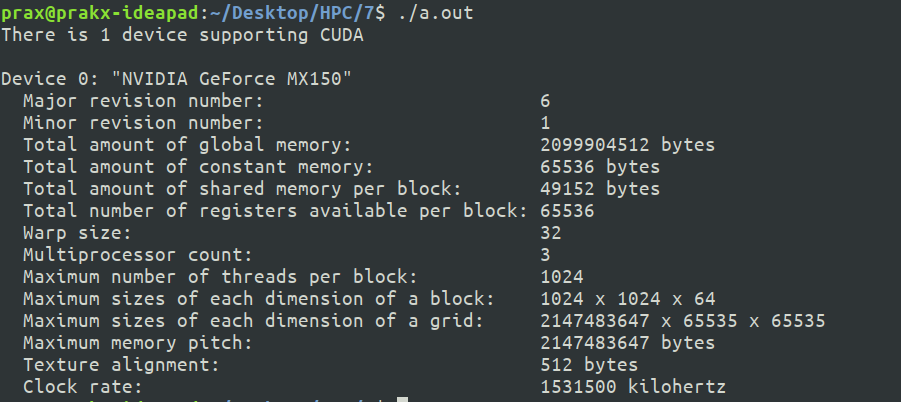 prax@prakx-ideapad:~/Desktop/HPC/7$ ./a.out
There is 1 device supporting CUDA
Device 0: "NVIDIA GeForce MX150"
Major revision number: 6
Minor revision number: 1
Total amount of global memory: 2099904512 bytes
Total amount of constant memory: 65536 bytes
Total amount of shared memory per block: 49152 bytes
Total number of registers available per block: 65536
Warp size: 32
Multiprocessor count: 3
Maximum number of threads per block: 1024
Maximum sizes of each dimension of a block: 1024 x 1024 x 64
Maximum sizes of each dimension of a grid: 2147483647 x 65535 x 65535
Maximum memory pitch: 2147483647 bytes
Texture alignment: 512 bytes
Clock rate: 1531500 kilohertz